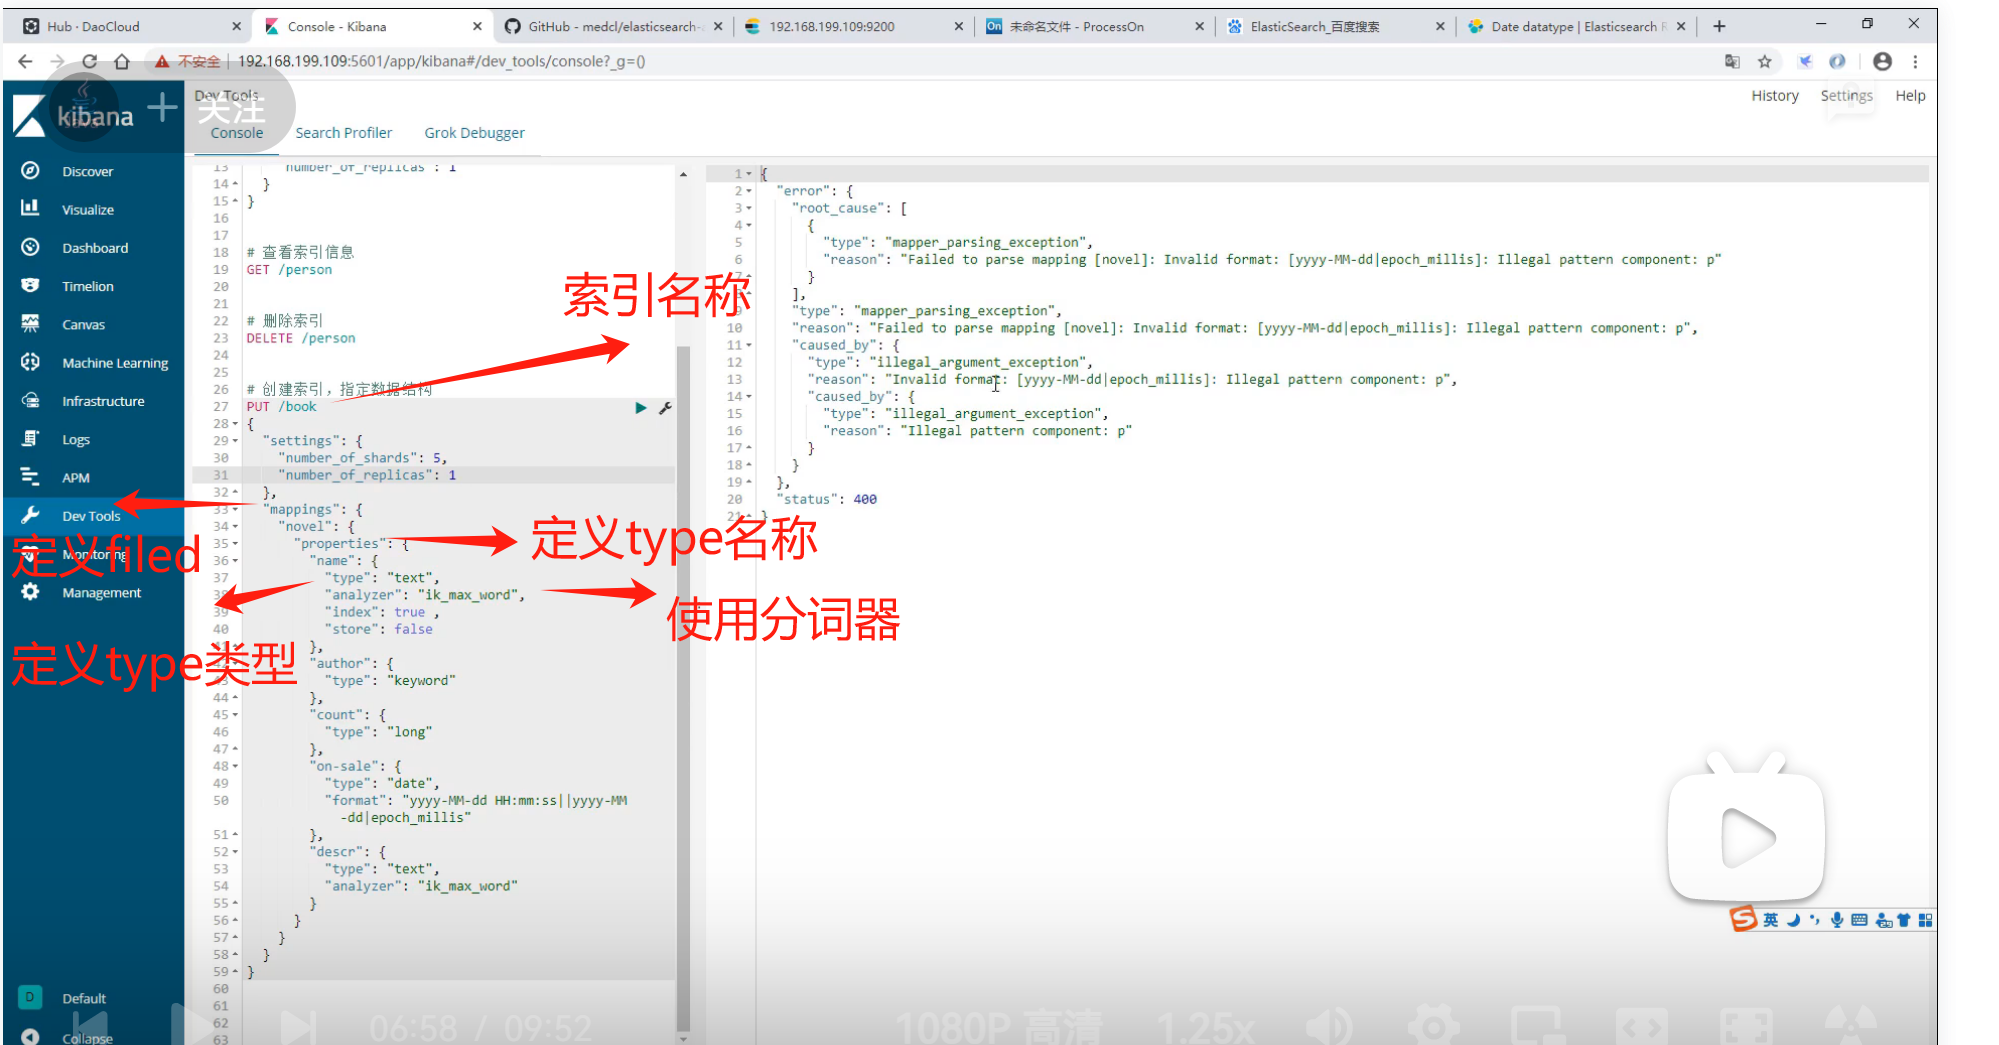 Hub · DaoCloud
Console - Kibana
GitHub - medcl/elasticsearch-
192.168.199.109:9200
未命名文件 - ProcessOn
ElasticSearch_百度搜索
Date datatype | Elasticsearch R
不安全 | 192.168.199.109:5601/app/kibana#/dev_tools/console?_g=()
kibana
关注
Dev Tools
History
Settings
Help
Console
Search Profiler
Grok Debugger
Discover
Visualize
Dashboard
Timelion
Canvas
Machine Learning
Infrastructure
Logs
APM
Dev Tools
Monitoring
Management
Default
Collapse
13 "number_of_replicas": 1
14 }
15 }
16
17
18 # 查看索引信息
19 GET /person
20
21
22 # 删除索引
23 DELETE /person
24
25
26 # 创建索引，指定数据结构
27 PUT /book
28 {
29 "settings": {
30 "number_of_shards": 5,
31 "number_of_replicas": 1
32 },
33 "mappings": {
34 "novel": {
35 "properties": {
36 "name": {
37 "type": "text",
38 "analyzer": "ik_max_word",
39 "index": true ,
40 "store": false
},
"author": {
43 "type": "keyword"
44 },
45 "count": {
46 "type": "long"
47 },
48 "on-sale": {
49 "type": "date",
50 "format": "yyyy-MM-dd HH:mm:ss||yyyy-MM
-dd|epoch_millis"
51 },
52 "descr": {
53 "type": "text",
54 "analyzer": "ik_max_word"
55 }
56 }
57 }
58 }
59 }
60
61
62
63
1 {
2 "error": {
3 "root_cause": [
4 {
5 "type": "mapper_parsing_exception",
6 "reason": "Failed to parse mapping [novel]: Invalid format: [yyyy-MM-dd|epoch_millis]: Illegal pattern component: p"
7 }
8 ],
9 "type": "mapper_parsing_exception",
10 "reason": "Failed to parse mapping [novel]: Invalid format: [yyyy-MM-dd|epoch_millis]: Illegal pattern component: p",
11 "caused_by": {
12 "type": "illegal_argument_exception",
13 "reason": "Invalid format: [yyyy-MM-dd|epoch_millis]: Illegal pattern component: p",
14 "caused_by": {
15 "type": "illegal_argument_exception",
16 "reason": "Illegal pattern component: p"
17 }
18 }
19 },
20 "status": 400
21 }
索引名称
定义type名称
定义filed
使用分词器
定义type类型
英
06:58 / 09:52
1080P 高清
1.25x